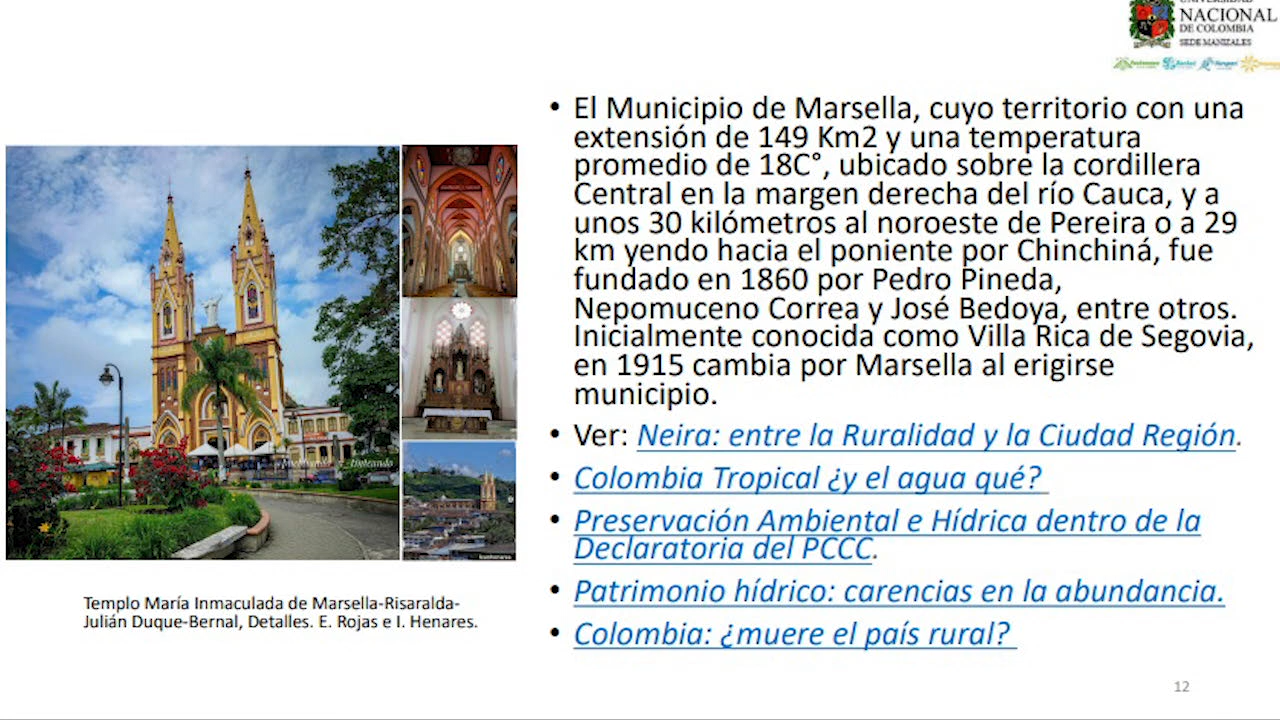 UNIVERSIDAD
NACIONAL
DE COLOMBIA
SEDE MANIZALES
• El Municipio de Marsella, cuyo territorio con una
extensión de 149 Km2 y una temperatura
promedio de 18C°, ubicado sobre la cordillera
Central en la margen derecha del río Cauca, y a
unos 30 kilómetros al noroeste de Pereira o a 29
km yendo hacia el poniente por Chinchiná, fue
fundado en 1860 por Pedro Pineda,
Nepomuceno Correa y José Bedoya, entre otros.
Inicialmente conocida como Villa Rica de Segovia,
en 1915 cambia por Marsella al erigirse
municipio.
• Ver: Neira: entre la Ruralidad y la Ciudad Región.
• Colombia Tropical ¿y el agua qué?
• Preservación Ambiental e Hídrica dentro de la
Declaratoria del PCCC.
• Patrimonio hídrico: carencias en la abundancia.
• Colombia: ¿muere el país rural?
Templo María Inmaculada de Marsella-Risaralda-
Julián Duque-Bernal, Detalles. E. Rojas e I. Henares.
12